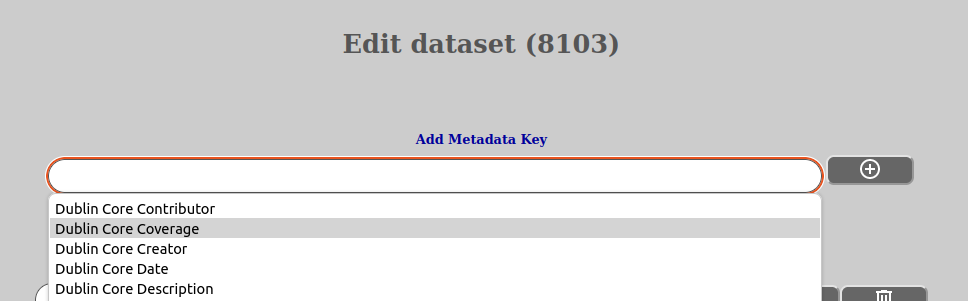 Edit dataset (8103)
Add Metadata Key
Dublin Core Contributor
Dublin Core Coverage
Dublin Core Creator
Dublin Core Date
Dublin Core Description